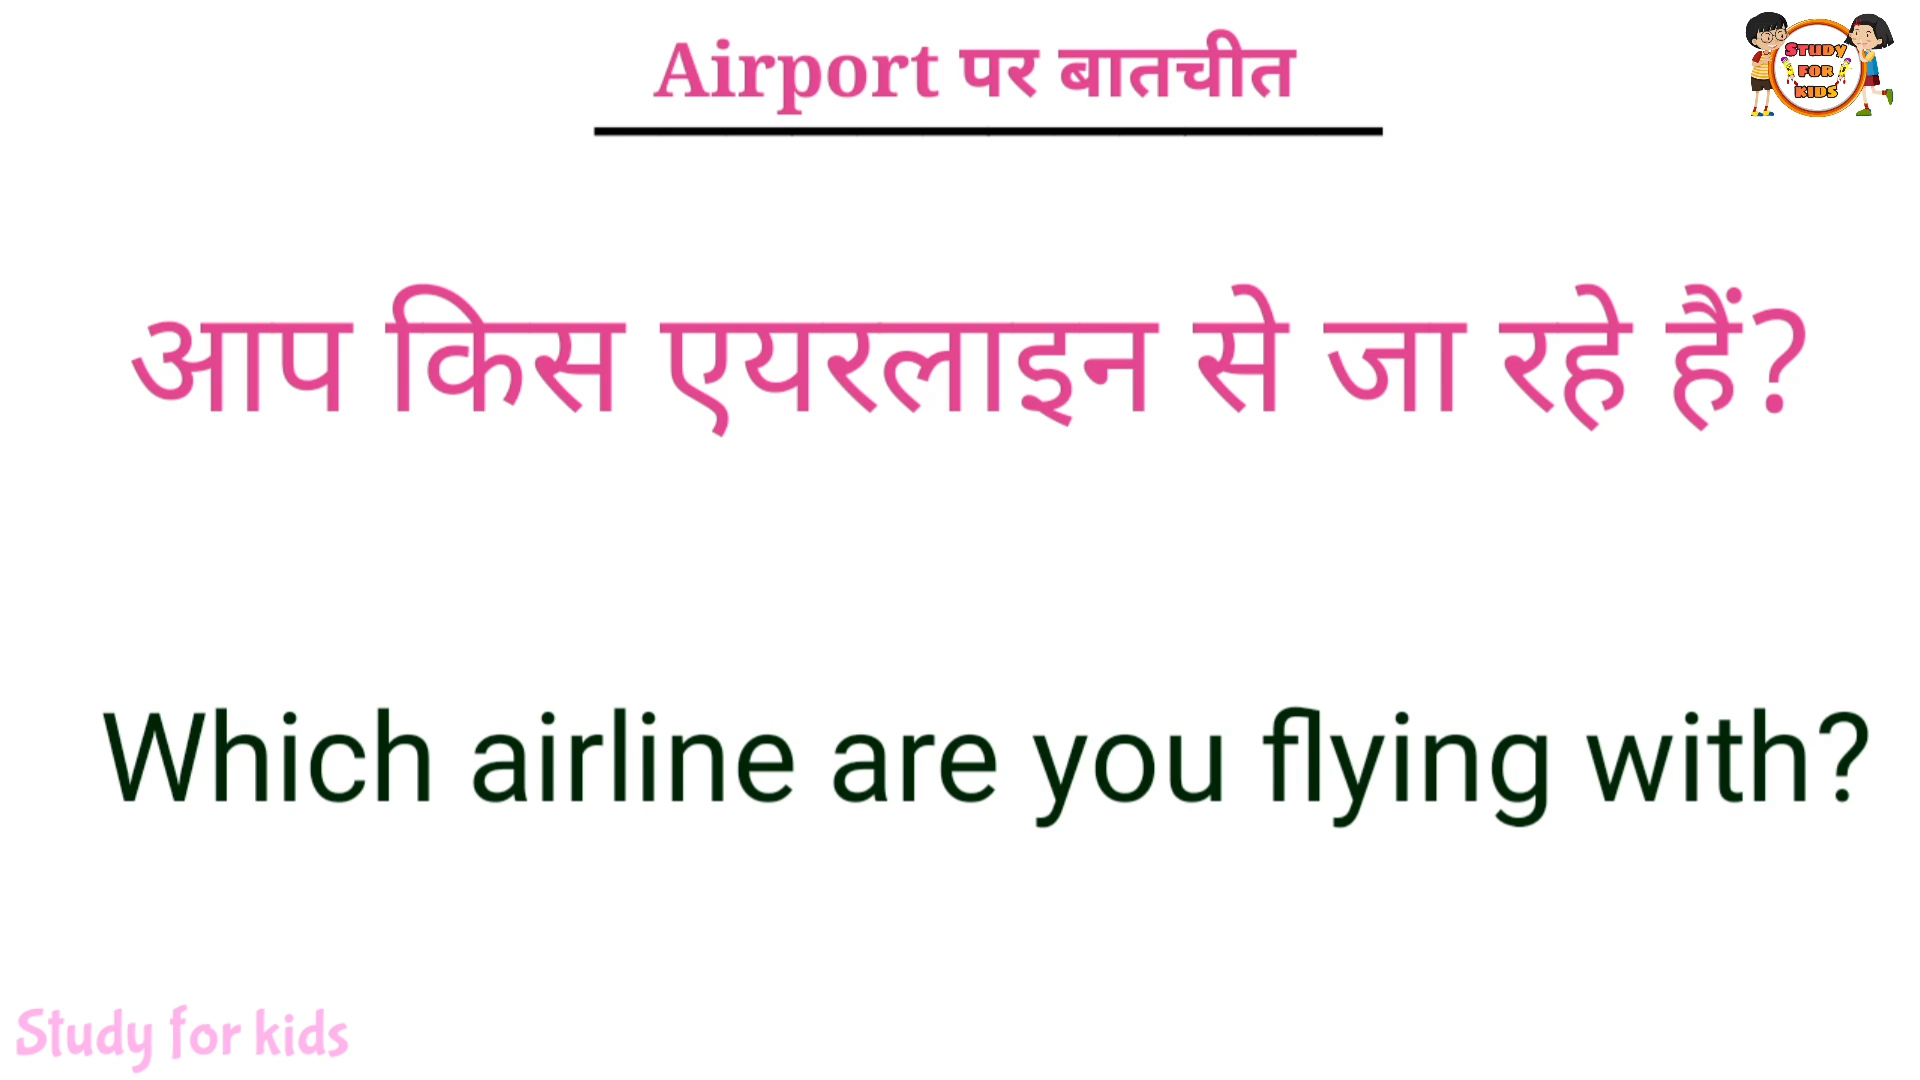 Airport पर बातचीत
STUDY
FOR
KIDS
आप किस एयरलाइन से जा रहे हैं?
Which airline are you flying with?
Study for kids